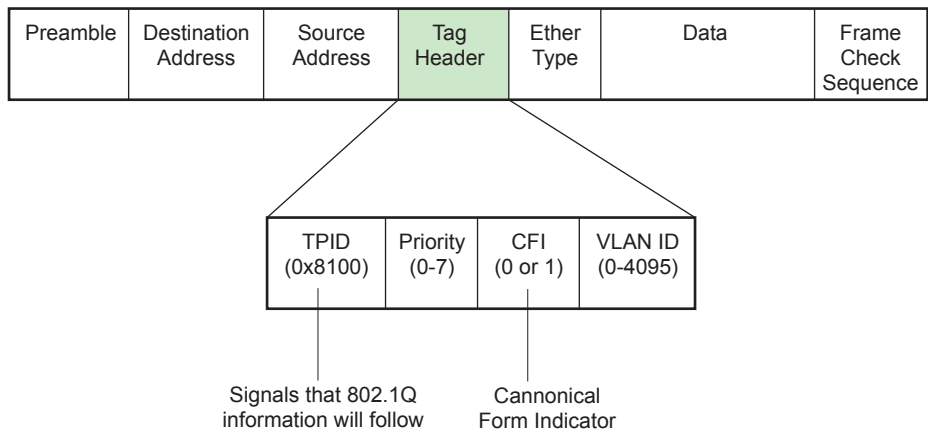 Preamble
Destination
Address
Source
Address
Tag
Header
Ether
Type
Data
Frame
Check
Sequence
TPID
(0x8100)
Priority
(0-7)
CFI
(0 or 1)
VLAN ID
(0-4095)
Signals that 802.1Q
information will follow
Cannonical
Form Indicator